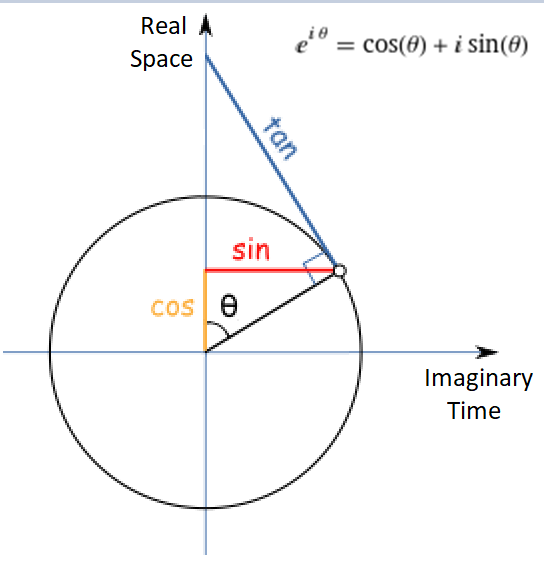 Real
Space
e^{iθ} = cos(θ) + i sin(θ)
tan
sin
cos
θ
Imaginary
Time